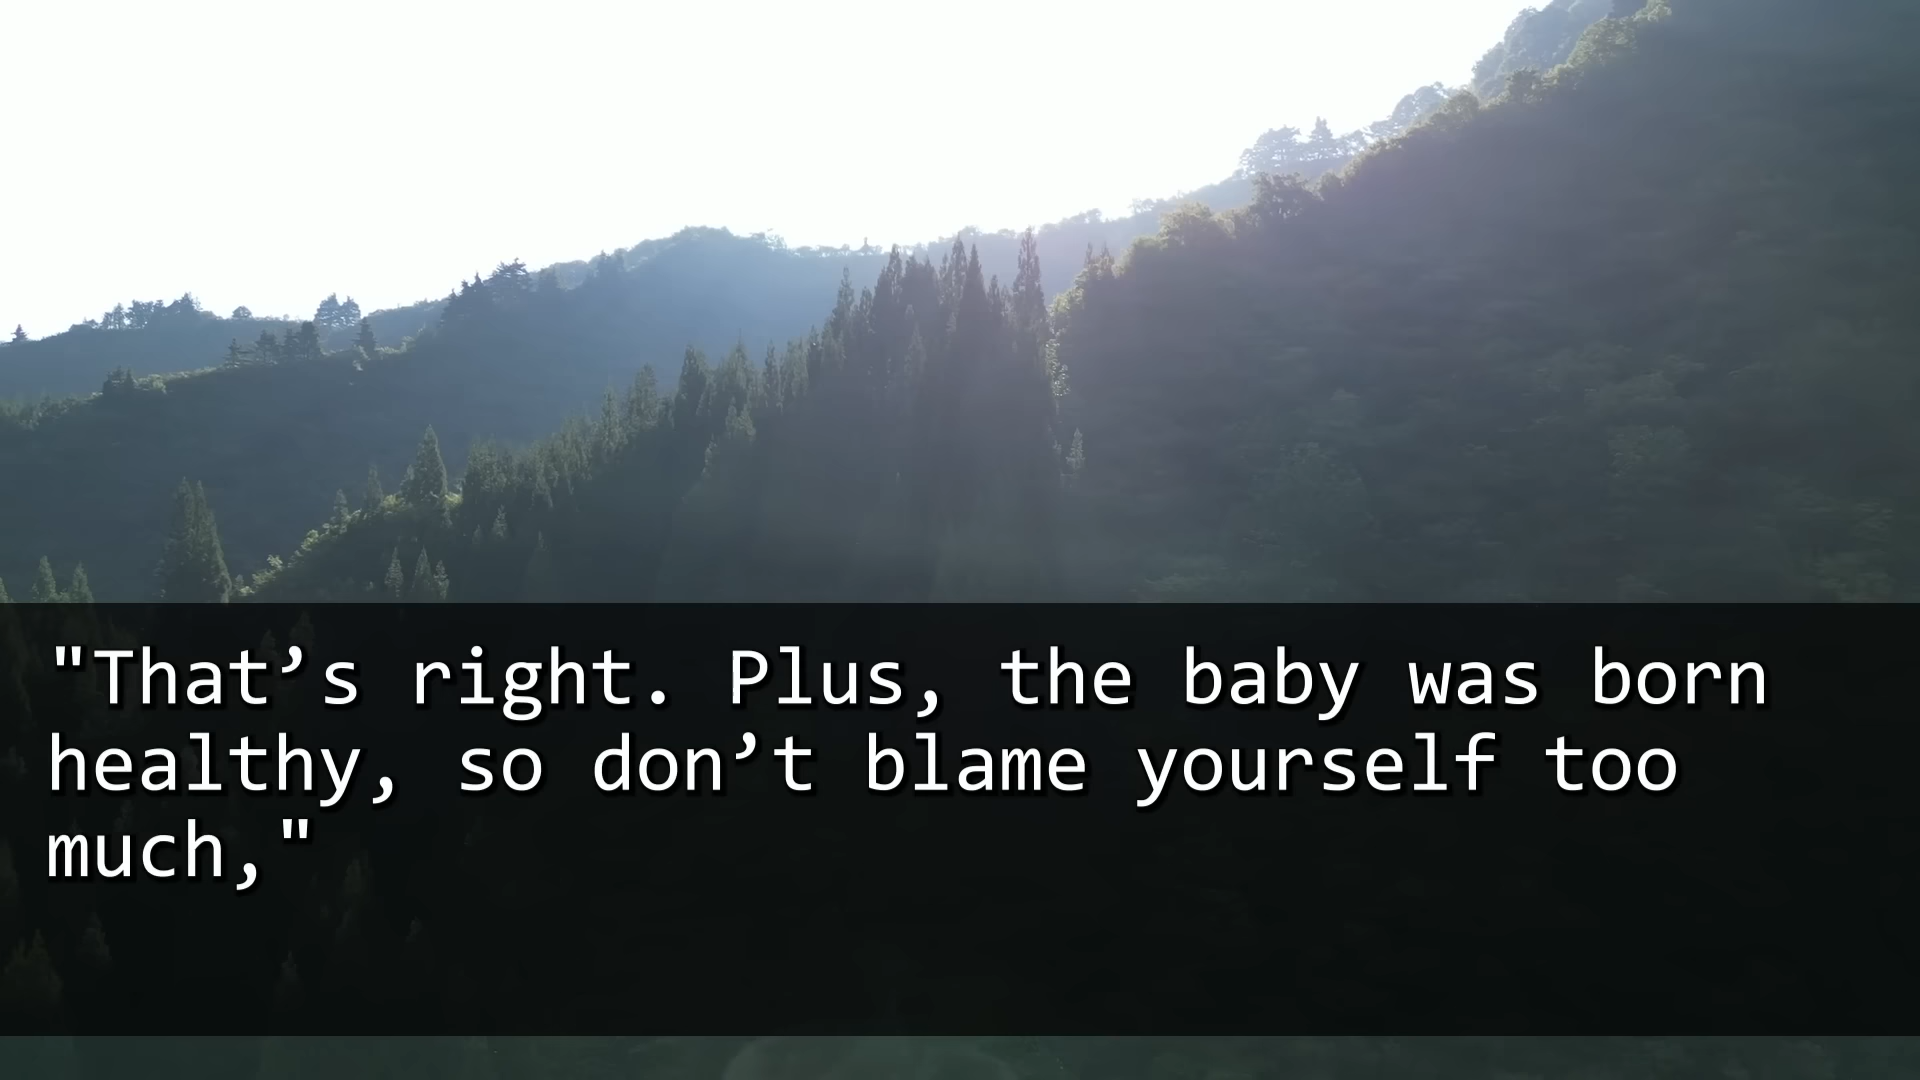 "That’s right. Plus, the baby was born
healthy, so don’t blame yourself too
much,"